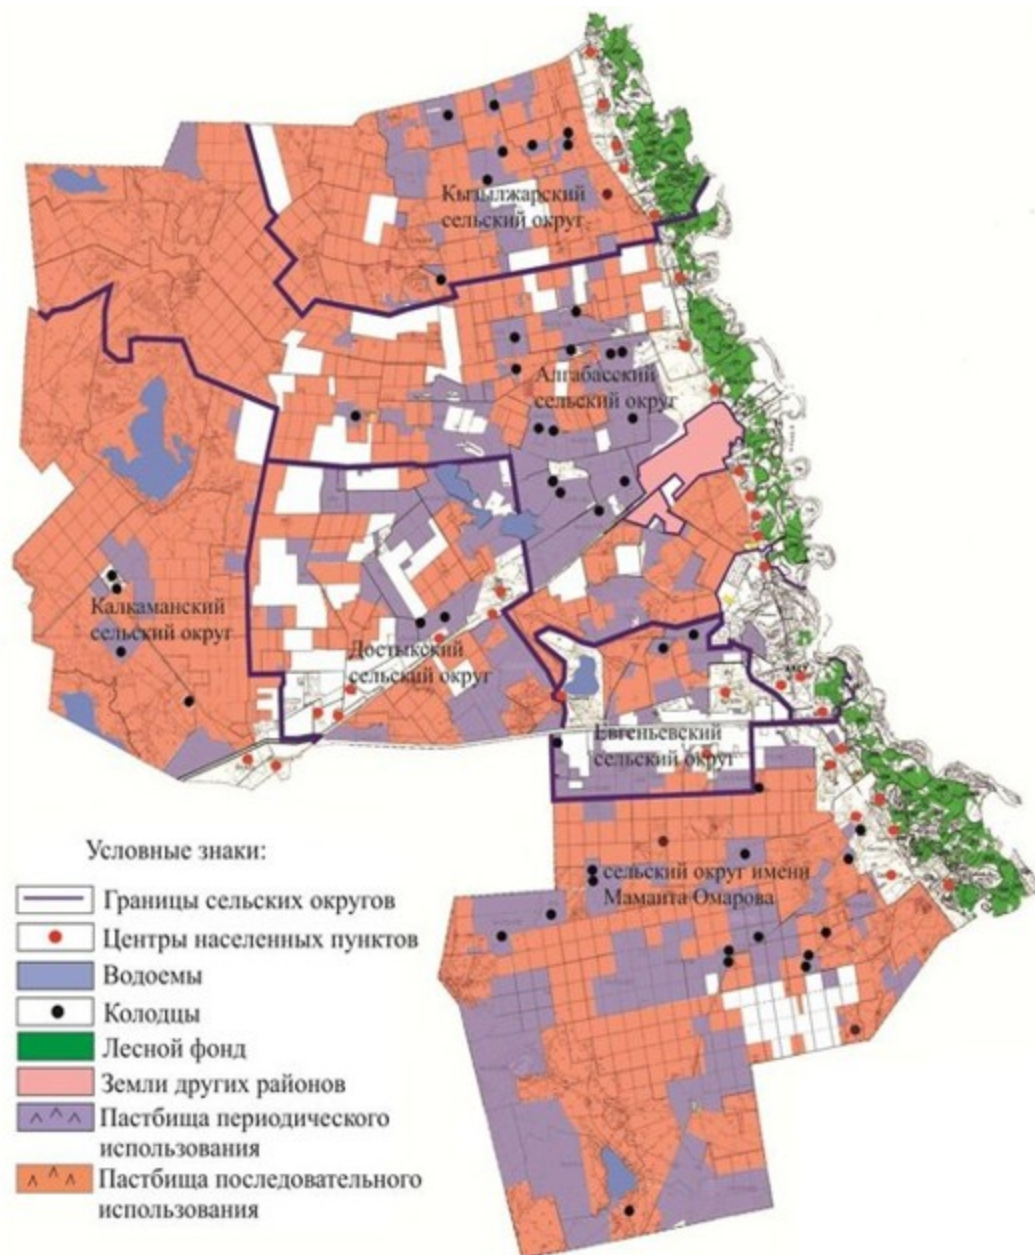 Кызылжарский
сельский округ
Алгабасский
сельский округ
Калкаманский
сельский округ
Достыкский
сельский округ
Евгеньевский
сельский округ
сельский округ имени
Маманта Омарова
Условные знаки:
Границы сельских округов
Центры населенных пунктов
Водоемы
Колодцы
Лесной фонд
Земли других районов
Пастбища периодического
использования
Пастбища последовательного
использования